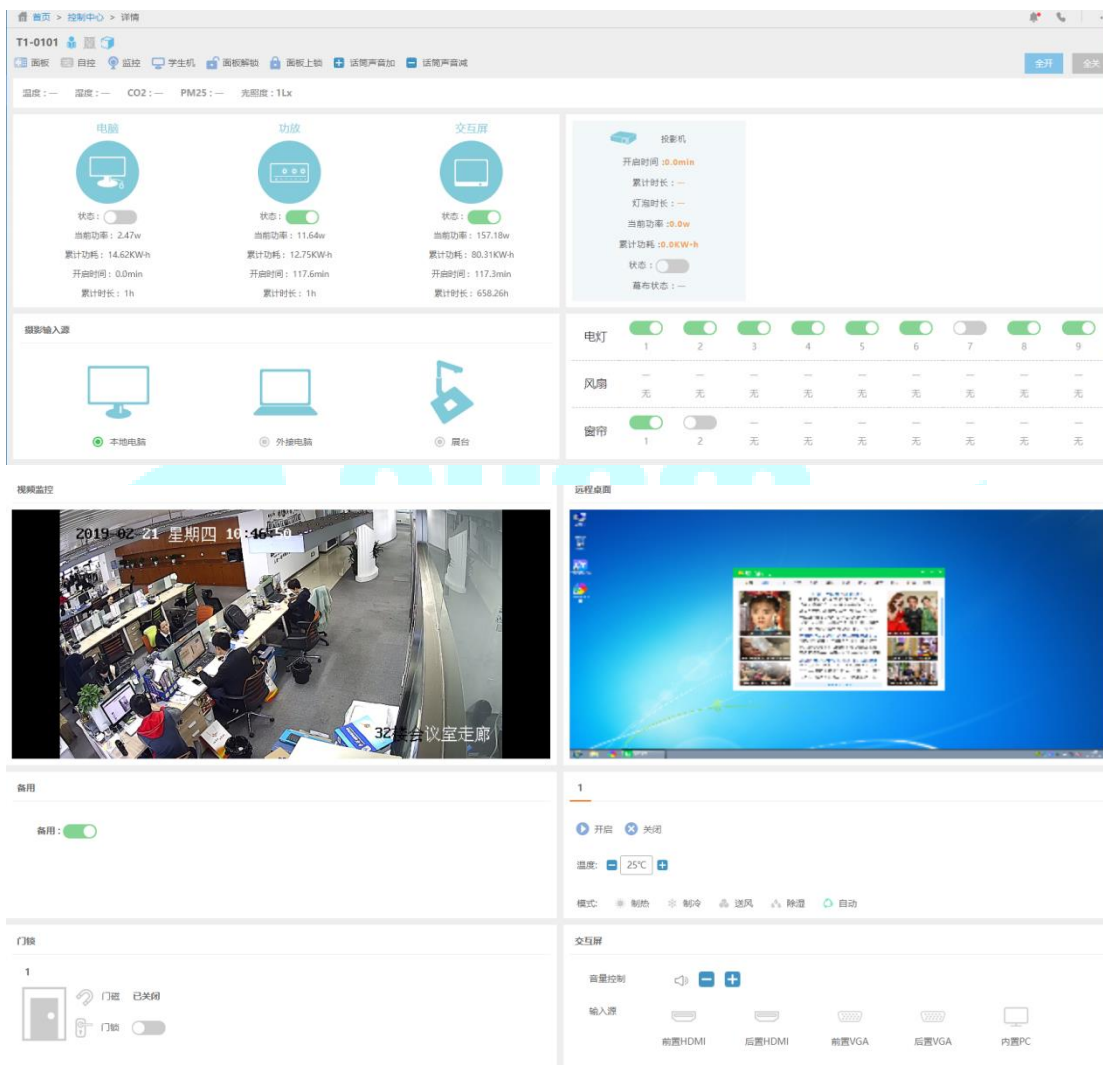 首页 > 控制中心 > 详情
T1-0101
面板 自控 监控 学生机 面板解锁 面板上锁 话筒声音加 话筒声音减
全开 全关
温度：— 湿度：— CO2：— PM25：— 光照度：1Lx
电脑 功放 交互屏
状态： 状态： 状态：
当前功率：2.47w 当前功率：11.64w 当前功率：157.18w
累计功耗：14.62KW·h 累计功耗：12.75KW·h 累计功耗：80.31KW·h
开启时间：0.0min 开启时间：117.6min 开启时间：117.3min
累计时长：1h 累计时长：1h 累计时长：658.26h
投影机
开启时间 :0.0min
累计时长：—
灯泡时长：—
当前功率 :0.0w
累计功耗 :0.0KW·h
状态：
幕布状态：—
摄影输入源
本地电脑 外接电脑 展台
电灯 1 2 3 4 5 6 7 8 9
— — — — — — — — —
风扇 无 无 无 无 无 无 无 无 无
— — — — — — —
窗帘 1 2 无 无 无 无 无 无 无
视频监控
2019-02-21 星期四 10:46:50
32楼会议室走廊
远程桌面
备用
备用：
1
开启 关闭
温度: 25℃
模式: 制热 制冷 送风 除湿 自动
门锁
1
门磁 已关闭
门锁
交互屏
音量控制
输入源
前置HDMI 后置HDMI 前置VGA 后置VGA 内置PC